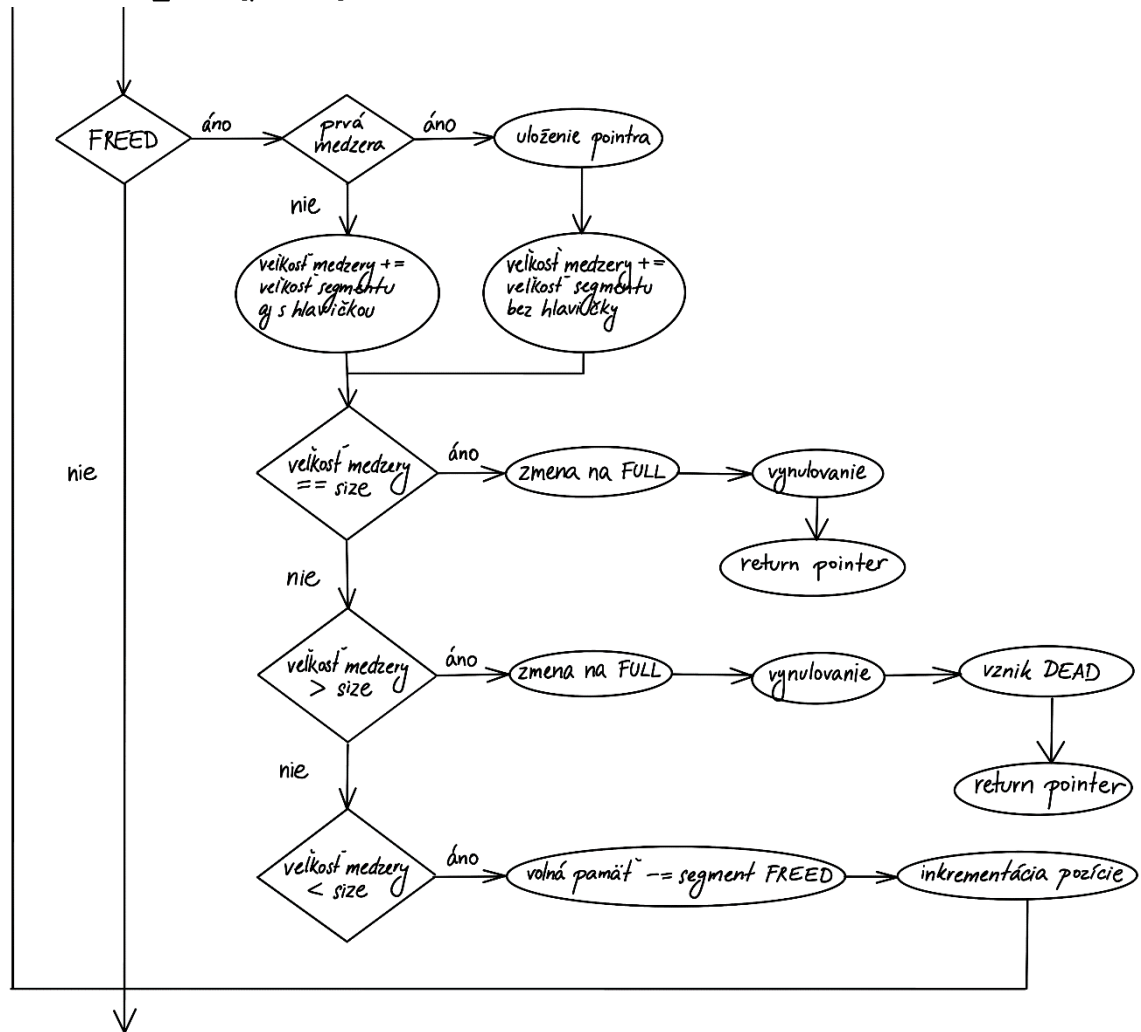 FREED
áno
prvá
medzera
áno
uloženie pointra
nie
veľkosť medzery +=
veľkosť segmentu
aj s hlavičkou
veľkosť medzery +=
veľkosť segmentu
bez hlavičky
nie
veľkosť medzery
== size
áno
zmena na FULL
vynulovanie
return pointer
nie
veľkosť medzery
> size
áno
zmena na FULL
vynulovanie
vznik DEAD
return pointer
nie
veľkosť medzery
< size
áno
voľná pamäť -= segment FREED
inkrementácia pozície